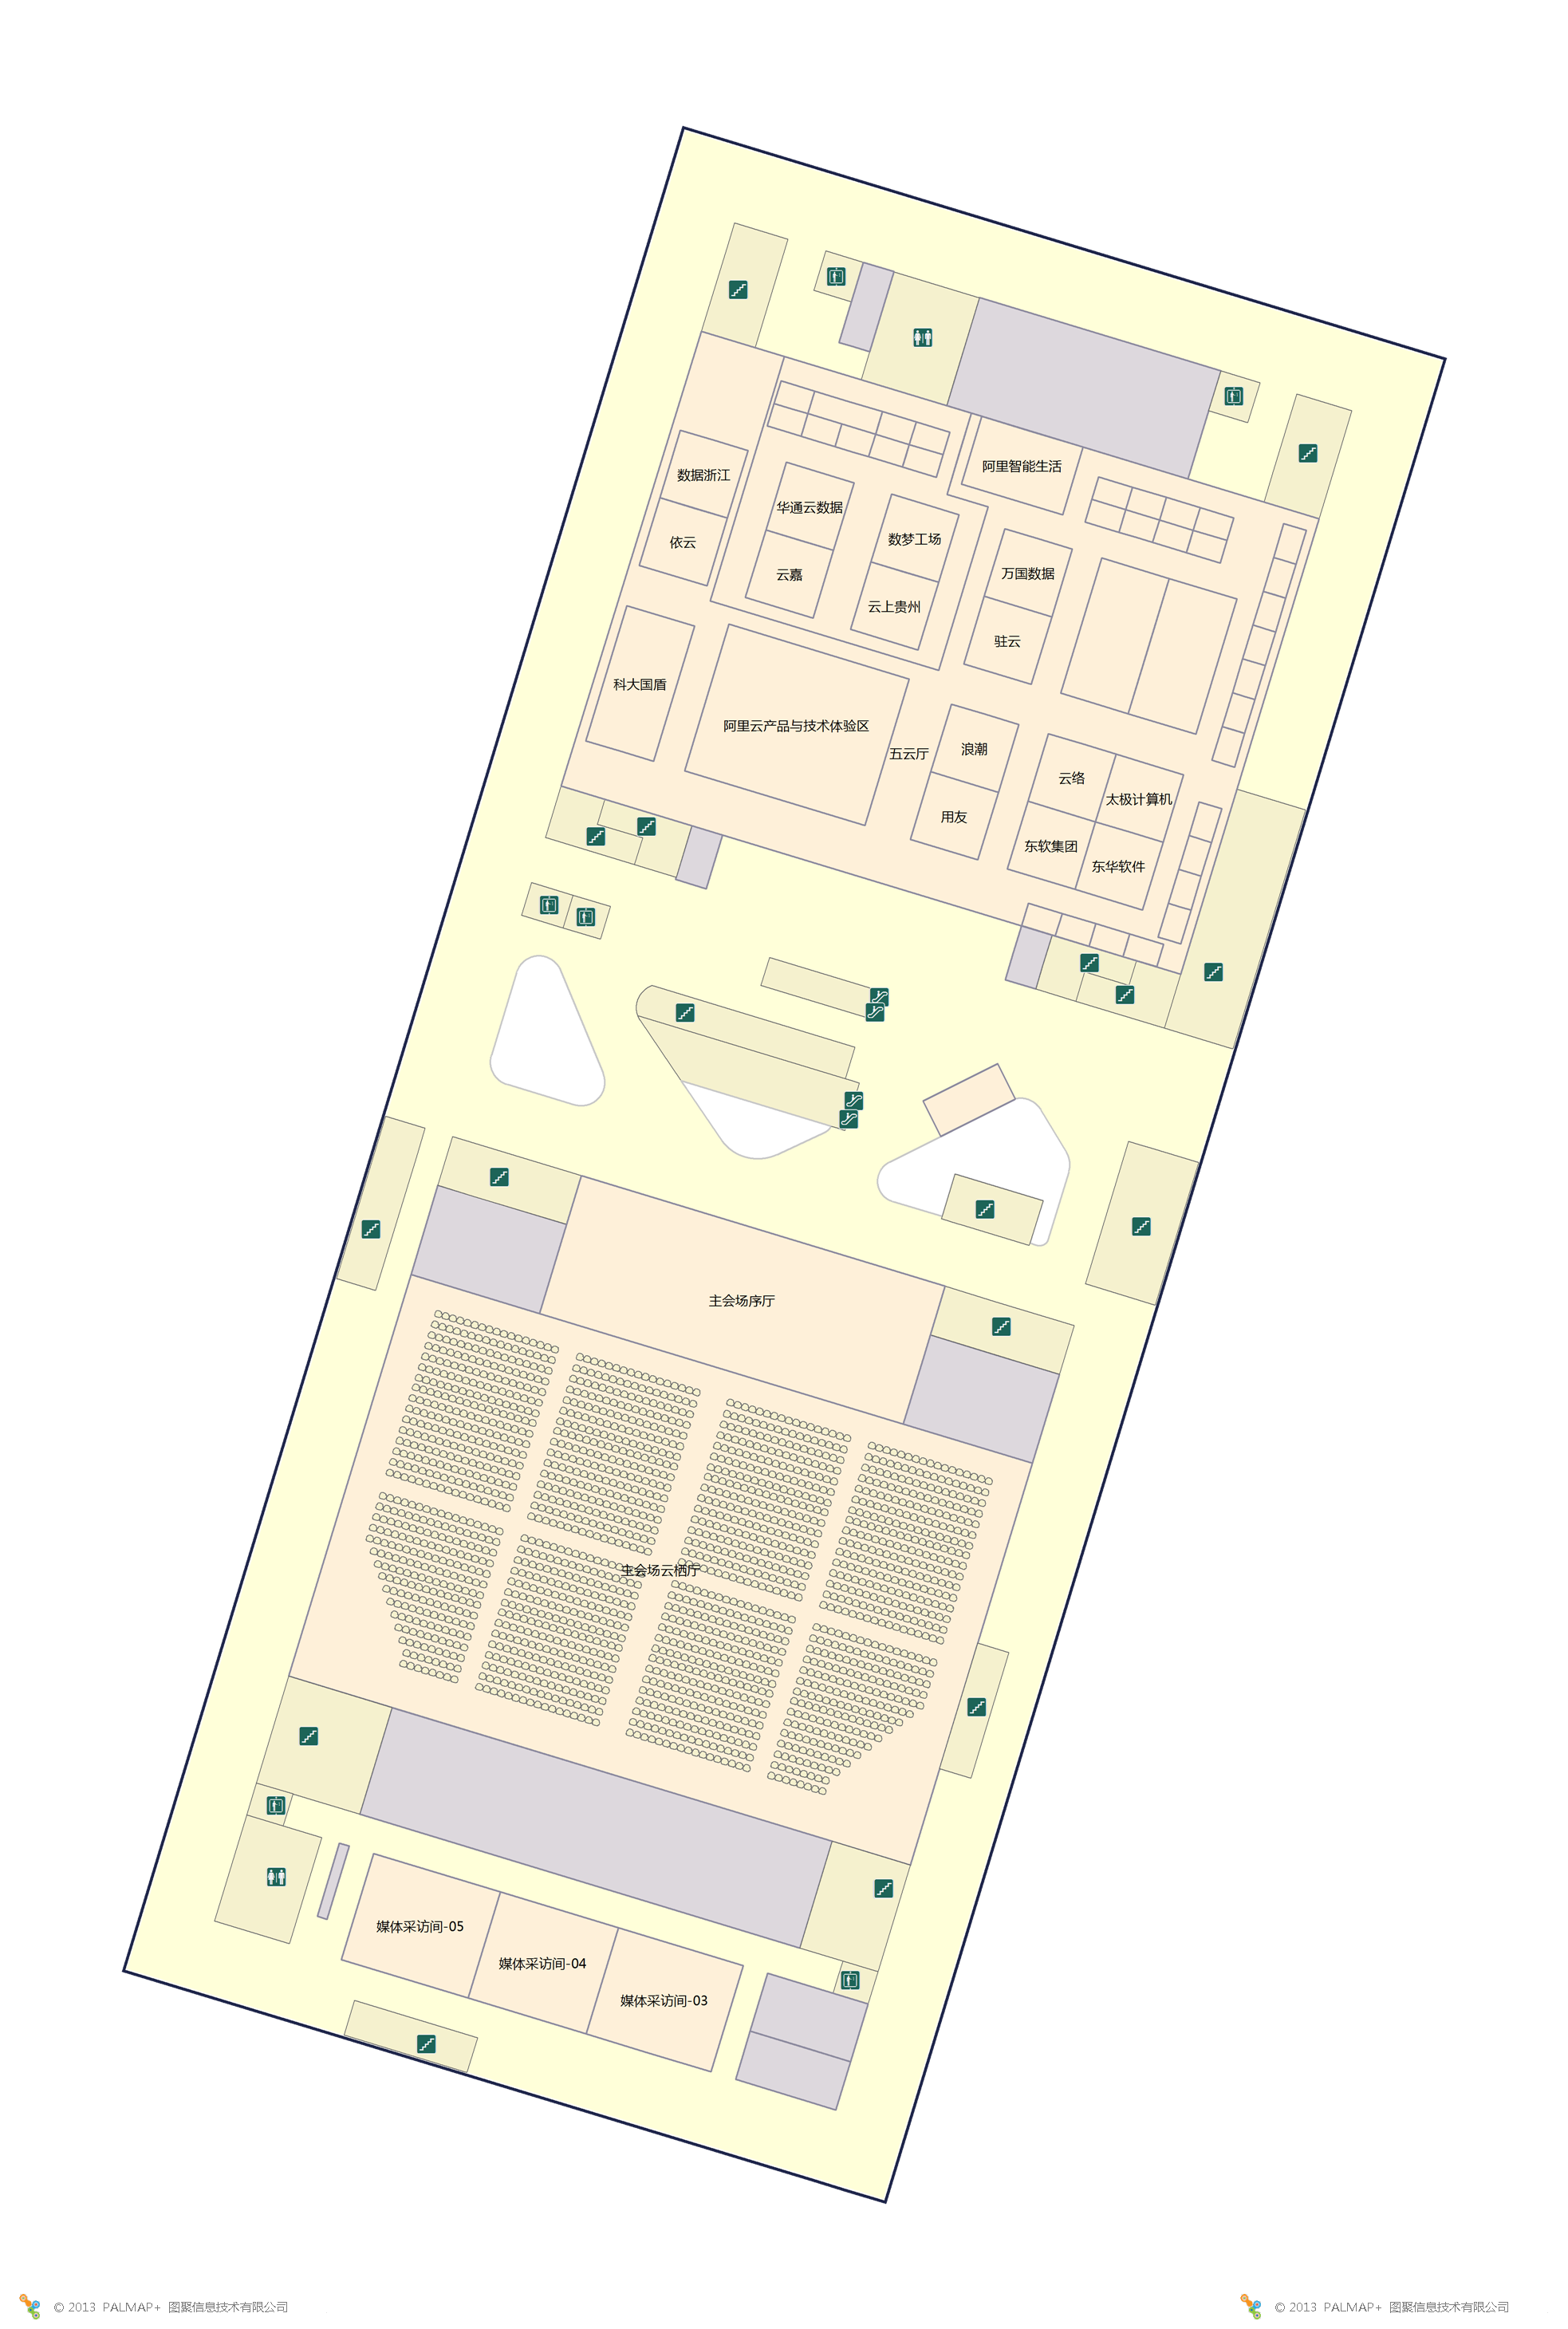 阿里智能生活
数据浙江
华通云数据
数梦工场
依云
云嘉
万国数据
云上贵州
驻云
科大国盾
阿里云产品与技术体验区
五云厅
浪潮
云络
太极计算机
用友
东软集团
东华软件
主会场序厅
主会场云栖厅
媒体采访间-05
媒体采访间-04
媒体采访间-03
© 2013 PALMAP+ 图聚信息技术有限公司
© 2013 PALMAP+ 图聚信息技术有限公司